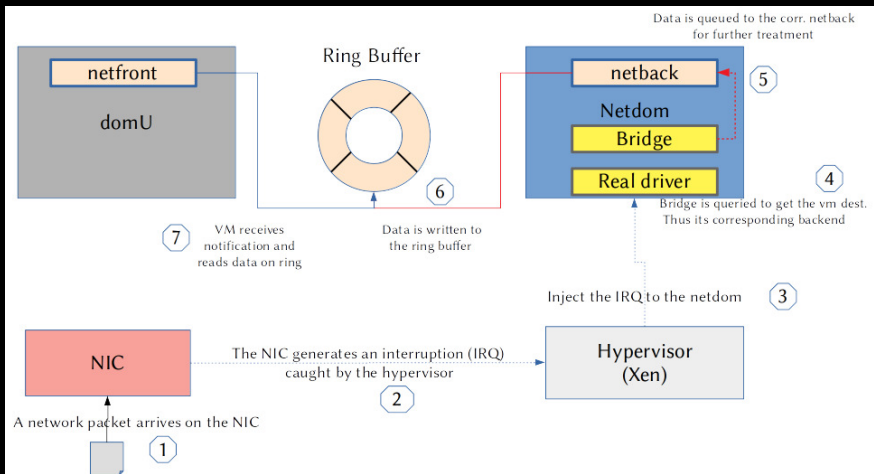 Data is queued to the corr. netback
for further treatment
Ring Buffer
netfront
domU
netback
5
Netdom
Bridge
Real driver
4
Bridge is queried to get the vm dest.
Thus its corresponding backend
6
7
VM receives
notification and
reads data on ring
Data is written to
the ring buffer
Inject the IRQ to the netdom
3
NIC
The NIC generates an interruption (IRQ)
caught by the hypervisor
2
Hypervisor
(Xen)
A network packet arrives on the NIC
1